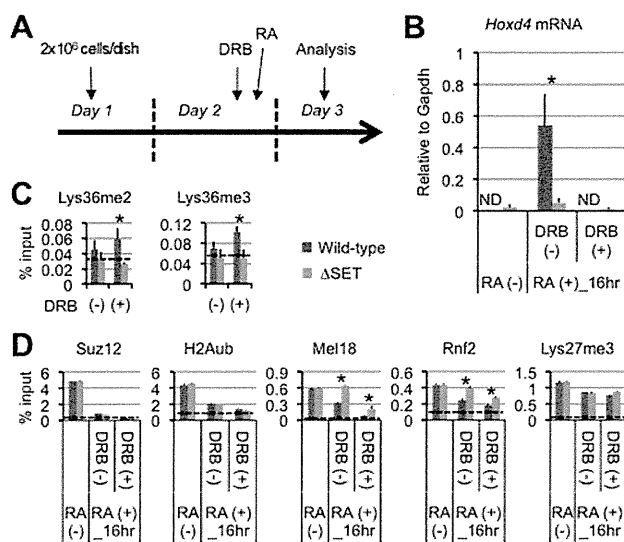 A
2x10⁶ cells/dish
DRB
RA
Analysis
Day 1
Day 2
Day 3
B
Hoxd4 mRNA
Relative to Gapdh
1
0.8
0.6
0.4
0.2
0
*
ND
ND
DRB (-)
DRB (+)
RA (-)
RA (+)_16hr
C
Lys36me2
Lys36me3
% input
0.08
0.06
0.04
0.02
0.00
*
0.12
0.08
0.04
0.00
*
DRB
(-) (+)
(-) (+)
Wild-type
ΔSET
D
Suz12
H2Aub
Mel18
Rnf2
Lys27me3
% input
6
4
2
0
6
4
2
0
0.9
0.6
0.3
0
* *
0.6
0.4
0.2
0
* *
1.5
1
0.5
0
DRB (-)
DRB (+)
DRB (-)
DRB (+)
DRB (-)
DRB (+)
DRB (-)
DRB (+)
DRB (-)
DRB (+)
RA (-)
RA (+)_16hr
RA (-)
RA (+)_16hr
RA (-)
RA (+)_16hr
RA (-)
RA (+)_16hr
RA (-)
RA (+)_16hr